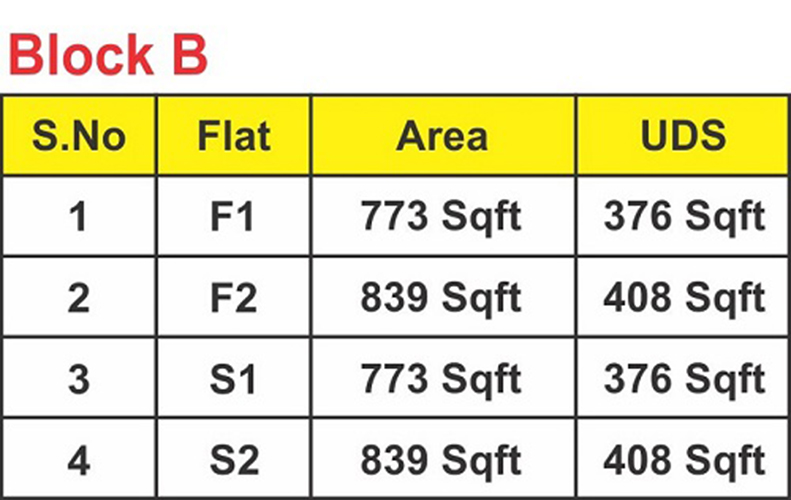 Block B
S.No Flat Area UDS
1 F1 773 Sqft 376 Sqft
2 F2 839 Sqft 408 Sqft
3 S1 773 Sqft 376 Sqft
4 S2 839 Sqft 408 Sqft